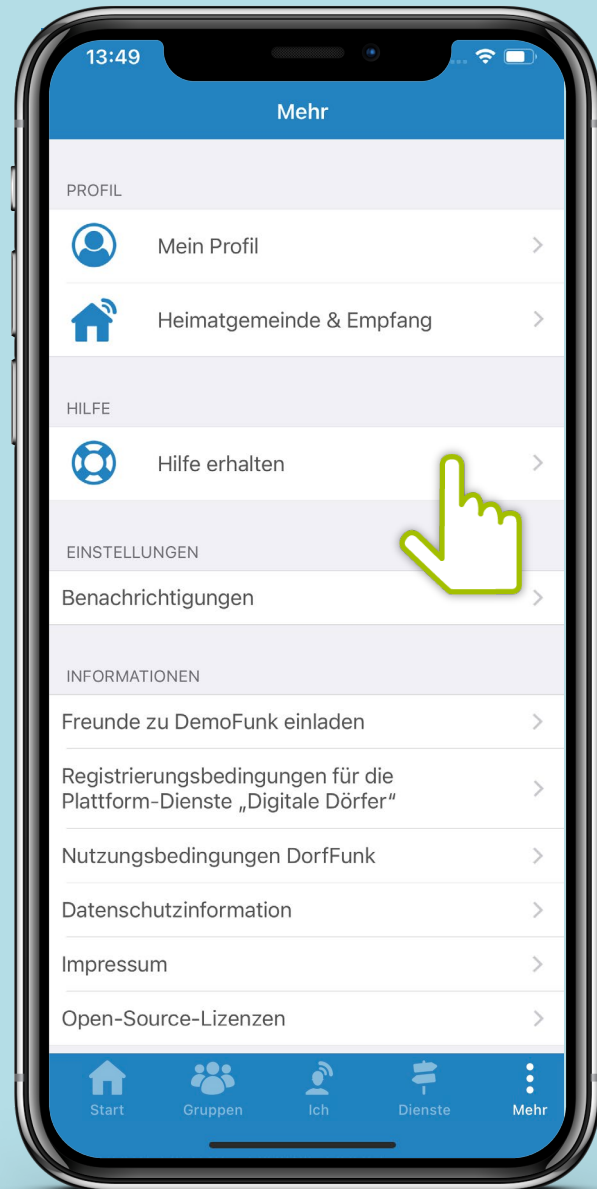 13:49
Mehr
PROFIL
Mein Profil
Heimatgemeinde & Empfang
HILFE
Hilfe erhalten
EINSTELLUNGEN
Benachrichtigungen
INFORMATIONEN
Freunde zu DemoFunk einladen
Registrierungsbedingungen für die
Plattform-Dienste „Digitale Dörfer“
Nutzungsbedingungen DorfFunk
Datenschutzinformation
Impressum
Open-Source-Lizenzen
Start Gruppen Ich Dienste Mehr